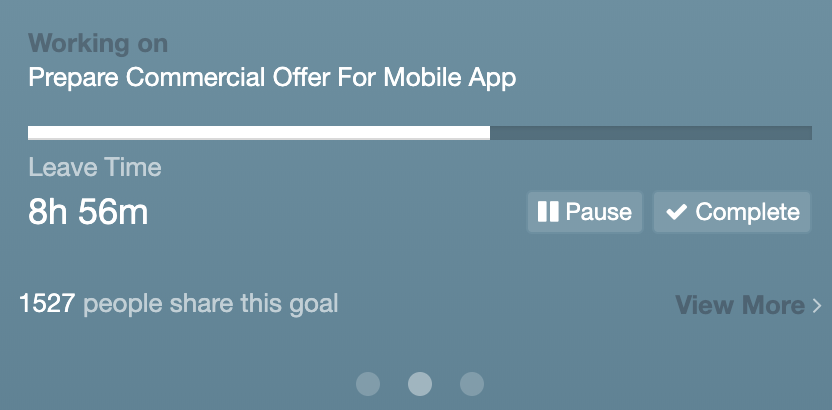 Working on
Prepare Commercial Offer For Mobile App
Leave Time
8h 56m
Pause
Complete
1527 people share this goal
View More